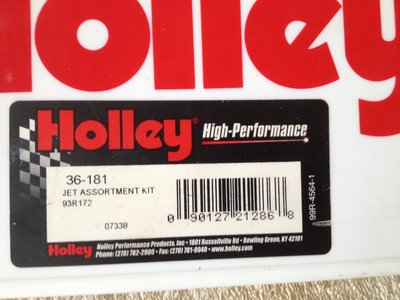 Holley
Holley® High-Performance
36-181
JET ASSORTMENT KIT
93R172
07339
0 90127 21286 8
99R-4564-1
Holley Performance Products, Inc • 1801 Russellville Rd • Bowling Green, KY 42101
Holley Phone: (270) 782-2900 • Fax: (270) 781-9940 • www.holley.com